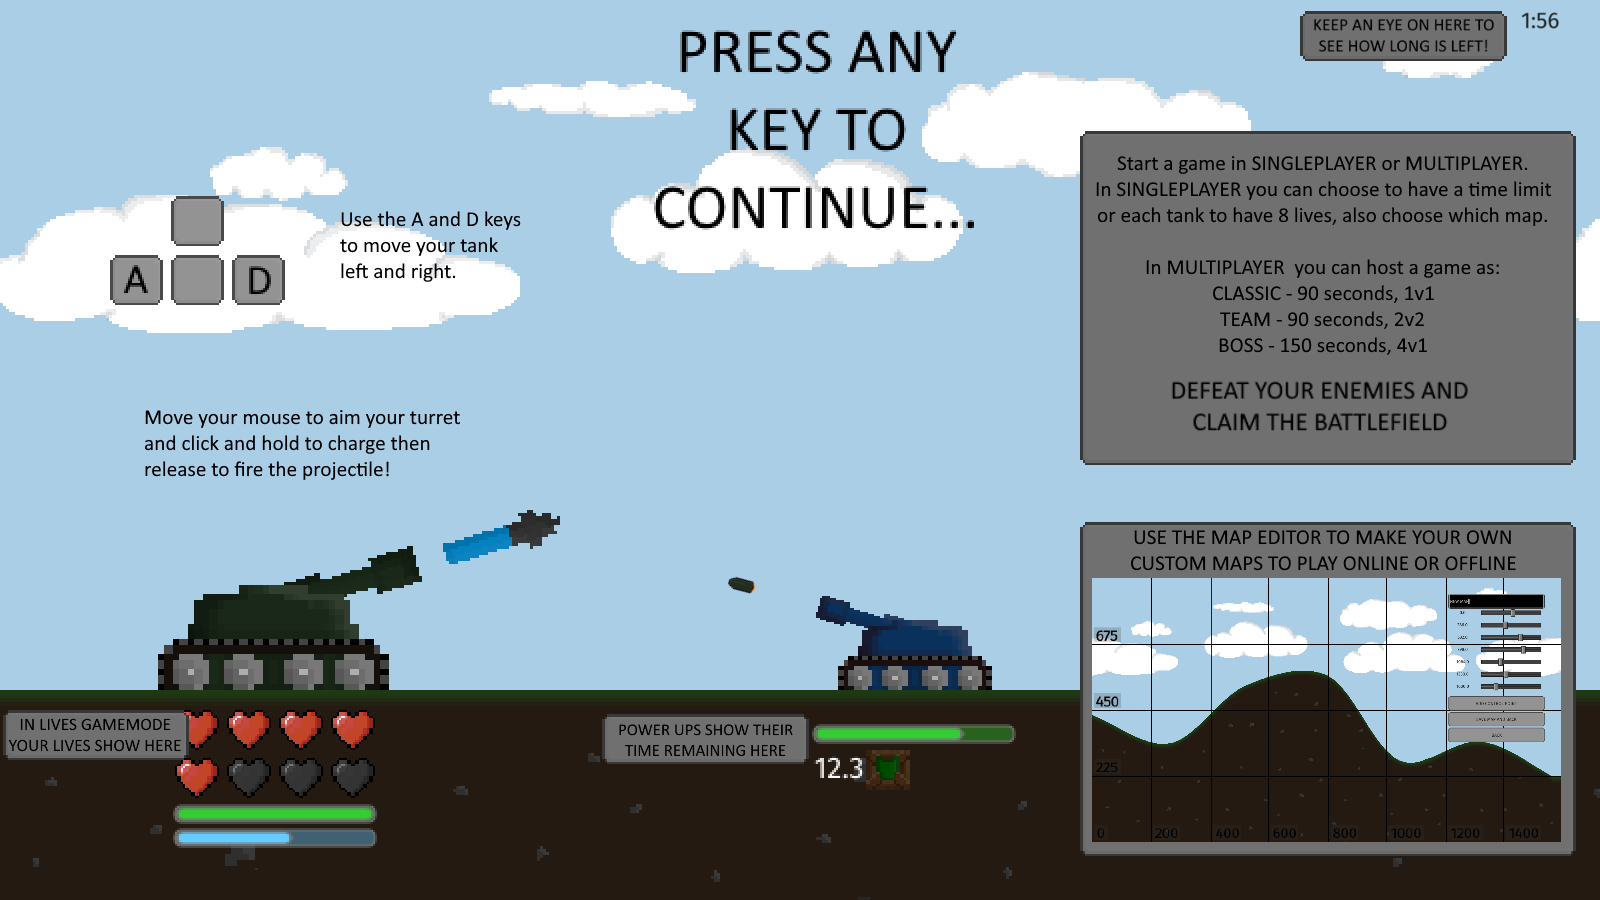 PRESS ANY
KEY TO
CONTINUE...
KEEP AN EYE ON HERE TO
SEE HOW LONG IS LEFT!
1:56
Use the A and D keys
to move your tank
left and right.
A
D
Start a game in SINGLEPLAYER or MULTIPLAYER.
In SINGLEPLAYER you can choose to have a time limit
or each tank to have 8 lives, also choose which map.
In MULTIPLAYER you can host a game as:
CLASSIC - 90 seconds, 1v1
TEAM - 90 seconds, 2v2
BOSS - 150 seconds, 4v1
DEFEAT YOUR ENEMIES AND
CLAIM THE BATTLEFIELD
Move your mouse to aim your turret
and click and hold to charge then
release to fire the projectile!
USE THE MAP EDITOR TO MAKE YOUR OWN
CUSTOM MAPS TO PLAY ONLINE OR OFFLINE
675
450
225
0
200
400
600
800
1000
1200
1400
BACK
IN LIVES GAMEMODE
YOUR LIVES SHOW HERE
POWER UPS SHOW THEIR
TIME REMAINING HERE
12.3